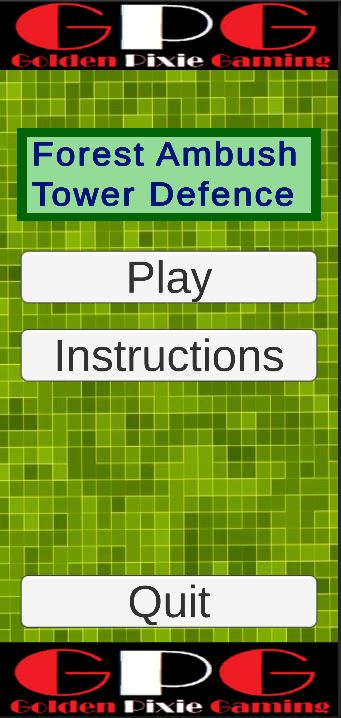 GPG
Golden Pixie Gaming
Forest Ambush
Tower Defence
Play
Instructions
Quit
GPG
Golden Pixie Gaming